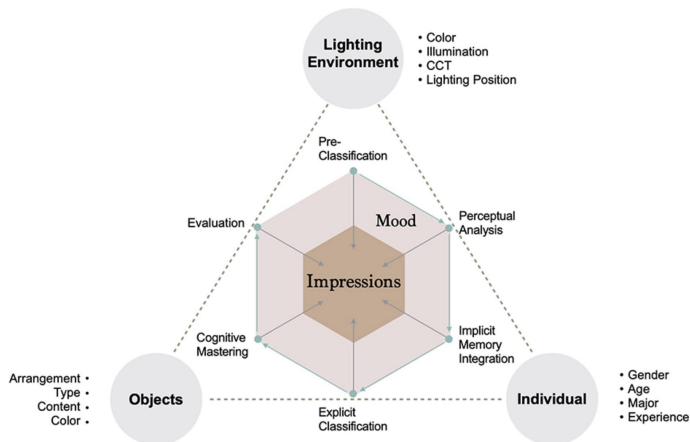 Lighting
Environment
• Color
• Illumination
• CCT
• Lighting Position
Pre-
Classification
Mood
Evaluation
Perceptual
Analysis
Impressions
Cognitive
Mastering
Implicit
Memory
Integration
Explicit
Classification
Objects
Arrangement •
Type •
Content •
Color •
Individual
• Gender
• Age
• Major
• Experience